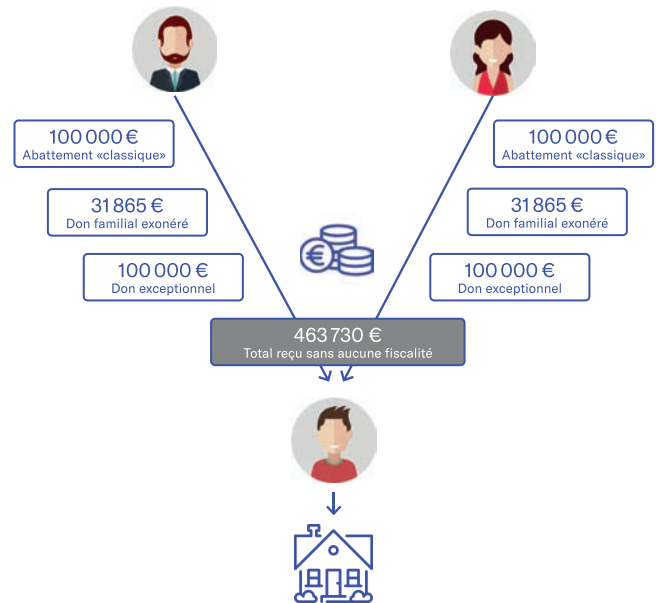 100 000 €
Abattement «classique»
100 000 €
Abattement «classique»
31 865 €
Don familial exonéré
31 865 €
Don familial exonéré
100 000 €
Don exceptionnel
100 000 €
Don exceptionnel
€
463 730 €
Total reçu sans aucune fiscalité